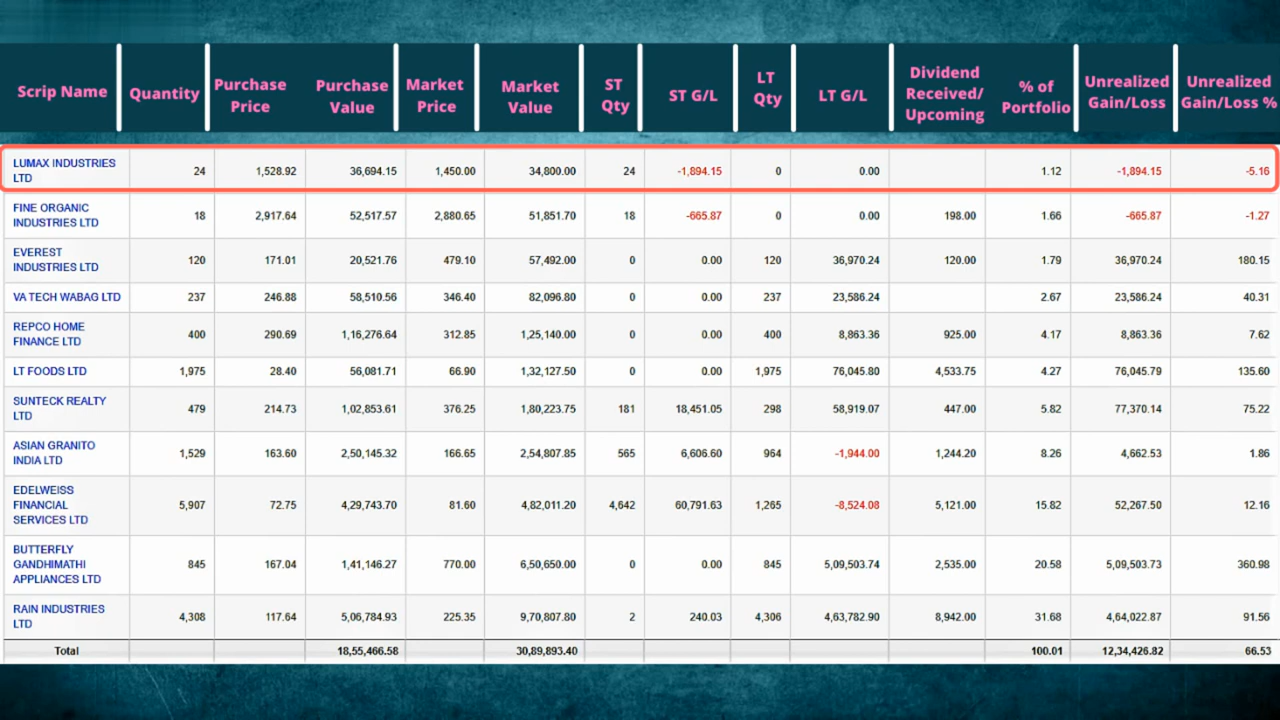 Scrip Name Quantity Purchase Price Purchase Value Market Price Market Value ST Qty ST G/L LT Qty LT G/L Dividend Received/ Upcoming % of Portfolio Unrealized Gain/Loss Unrealized Gain/Loss %
LUMAX INDUSTRIES LTD 24 1,528.92 36,694.15 1,450.00 34,800.00 24 -1,894.15 0 0.00 1.12 -1,894.15 -5.16
FINE ORGANIC INDUSTRIES LTD 18 2,917.64 52,517.57 2,880.65 51,851.70 18 -665.87 0 0.00 198.00 1.66 -665.87 -1.27
EVEREST INDUSTRIES LTD 120 171.01 20,521.76 479.10 57,492.00 0 0.00 120 36,970.24 120.00 1.79 36,970.24 180.15
VA TECH WABAG LTD 237 246.88 58,510.56 346.40 82,096.80 0 0.00 237 23,586.24 2.67 23,586.24 40.31
REPCO HOME FINANCE LTD 400 290.69 1,16,276.64 312.85 1,25,140.00 0 0.00 400 8,863.36 925.00 4.17 8,863.36 7.62
LT FOODS LTD 1,975 28.40 56,081.71 66.90 1,32,127.50 0 0.00 1,975 76,045.80 4,533.75 4.27 76,045.79 135.60
SUNTECK REALTY LTD 479 214.73 1,02,853.61 376.25 1,80,223.75 181 18,451.05 298 58,919.07 447.00 5.82 77,370.14 75.22
ASIAN GRANITO INDIA LTD 1,529 163.60 2,50,145.32 166.65 2,54,807.85 565 6,606.60 964 -1,944.00 1,244.20 8.26 4,662.53 1.86
EDELWEISS FINANCIAL SERVICES LTD 5,907 72.75 4,29,743.70 81.60 4,82,011.20 4,642 60,791.63 1,265 -8,524.08 5,121.00 15.82 52,267.50 12.16
BUTTERFLY GANDHIMATHI APPLIANCES LTD 845 167.04 1,41,146.27 770.00 6,50,650.00 0 0.00 845 5,09,503.74 2,535.00 20.58 5,09,503.73 360.98
RAIN INDUSTRIES LTD 4,308 117.64 5,06,784.93 225.35 9,70,807.80 2 240.03 4,306 4,63,782.90 8,942.00 31.68 4,64,022.87 91.56
Total 18,55,466.58 30,89,893.40 100.01 12,34,426.82 66.53